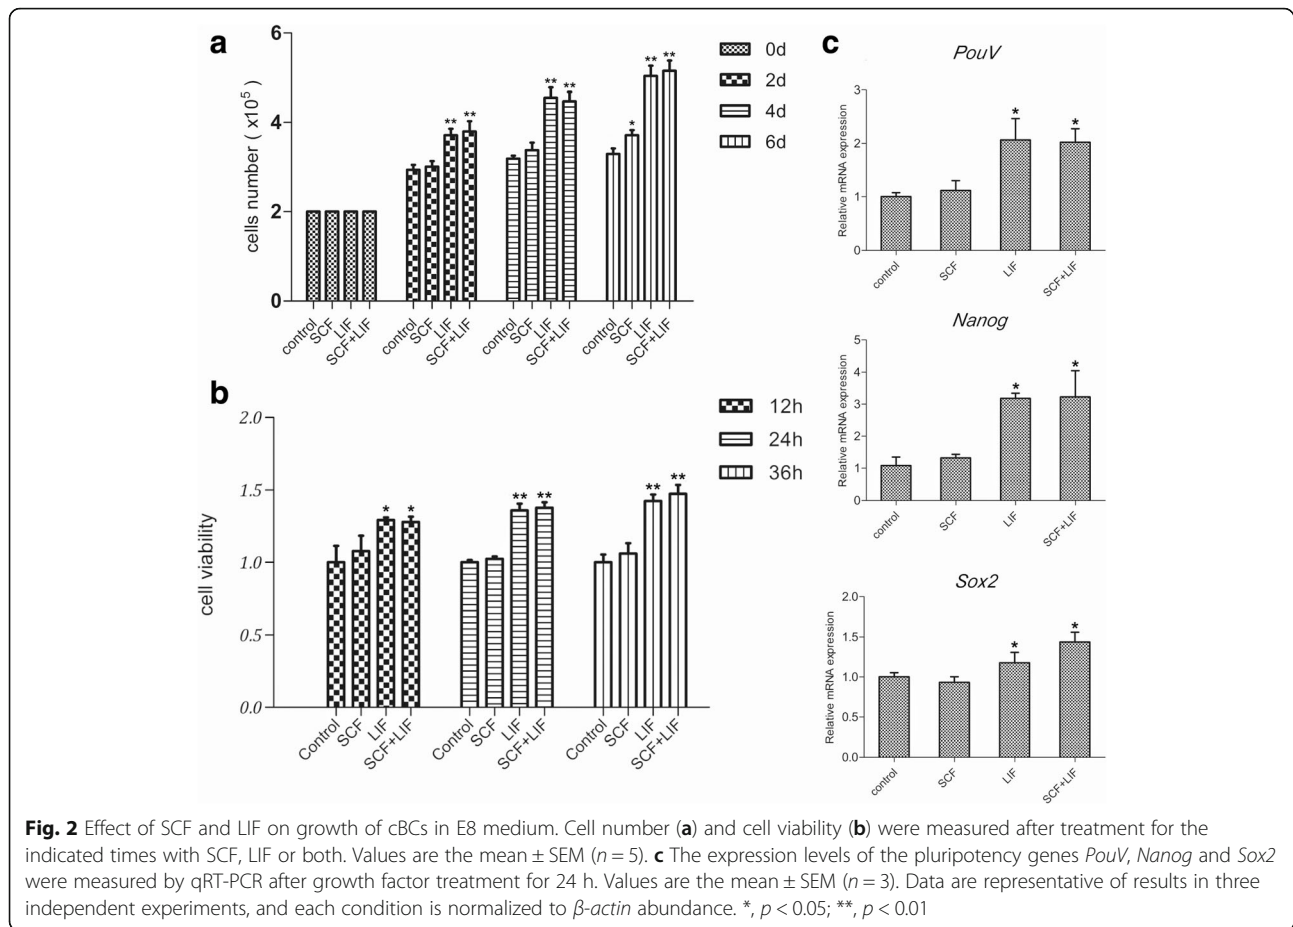 a
6
4
2
0
cells number ( x10⁵ )
** **
** **
* ** **
control SCF LIF SCF+LIF control SCF LIF SCF+LIF control SCF LIF SCF+LIF control SCF LIF SCF+LIF
0d
2d
4d
6d
b
2.0
1.5
1.0
0.5
0.0
cell viability
* *
** **
** **
Control SCF LIF SCF+LIF Control SCF LIF SCF+LIF Control SCF LIF SCF+LIF
12h
24h
36h
c
PouV
3
2
1
0
Relative mRNA expression
* *
control SCF LIF SCF+LIF
Nanog
5
4
3
2
1
0
Relative mRNA expression
* *
control SCF LIF SCF+LIF
Sox2
2.0
1.5
1.0
0.5
0.0
Relative mRNA expression
* *
control SCF LIF SCF+LIF
Fig. 2 Effect of SCF and LIF on growth of cBCs in E8 medium. Cell number (a) and cell viability (b) were measured after treatment for the
indicated times with SCF, LIF or both. Values are the mean ± SEM (n = 5). c The expression levels of the pluripotency genes PouV, Nanog and Sox2
were measured by qRT-PCR after growth factor treatment for 24 h. Values are the mean ± SEM (n = 3). Data are representative of results in three
independent experiments, and each condition is normalized to β-actin abundance. *, p < 0.05; **, p < 0.01